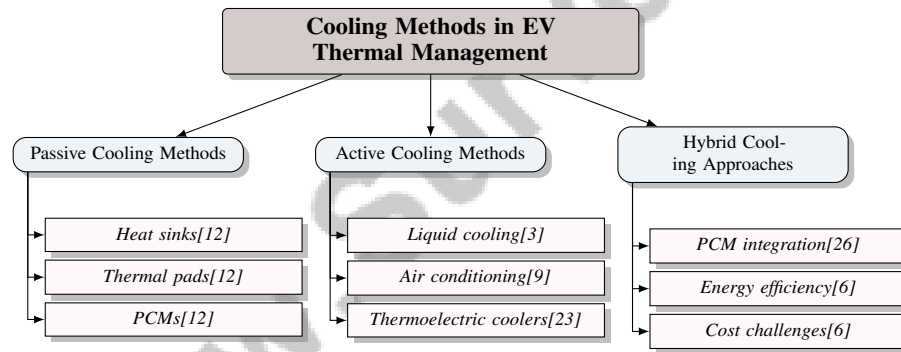 Cooling Methods in EV
Thermal Management
Passive Cooling Methods
Heat sinks[12]
Thermal pads[12]
PCMs[12]
Active Cooling Methods
Liquid cooling[3]
Air conditioning[9]
Thermoelectric coolers[23]
Hybrid Cool-
ing Approaches
PCM integration[26]
Energy efficiency[6]
Cost challenges[6]